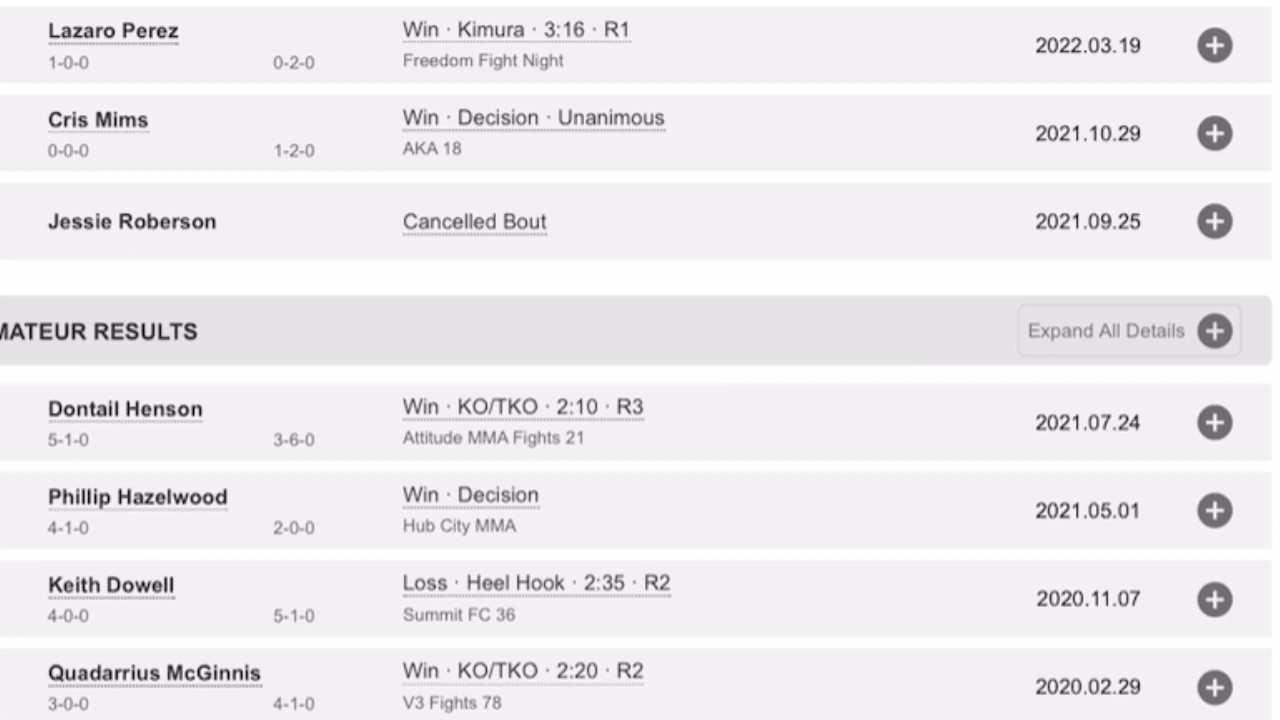 Lazaro Perez
Win · Kimura · 3:16 · R1
1-0-0
0-2-0
Freedom Fight Night
2022.03.19
Cris Mims
Win · Decision · Unanimous
0-0-0
1-2-0
AKA 18
2021.10.29
Jessie Roberson
Cancelled Bout
2021.09.25
MATEUR RESULTS
Expand All Details
Dontail Henson
Win · KO/TKO · 2:10 · R3
5-1-0
3-6-0
Attitude MMA Fights 21
2021.07.24
Phillip Hazelwood
Win · Decision
4-1-0
2-0-0
Hub City MMA
2021.05.01
Keith Dowell
Loss · Heel Hook · 2:35 · R2
4-0-0
5-1-0
Summit FC 36
2020.11.07
Quadarrius McGinnis
Win · KO/TKO · 2:20 · R2
3-0-0
4-1-0
V3 Fights 78
2020.02.29